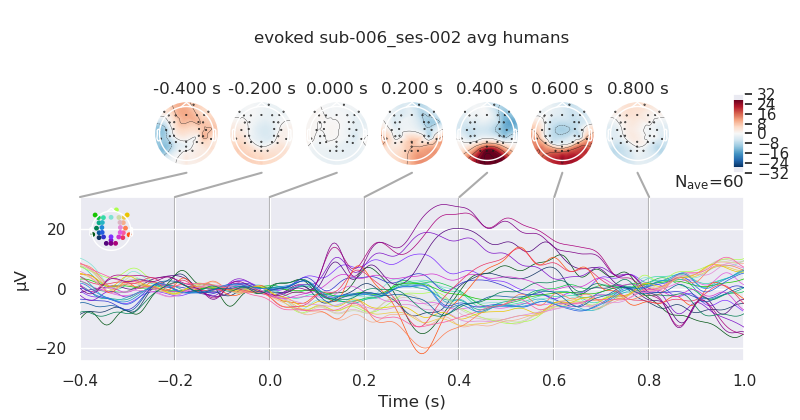 evoked sub-006_ses-002 avg humans
-0.400 s -0.200 s 0.000 s 0.200 s 0.400 s 0.600 s 0.800 s
32
24
16
8
0
−8
−16
−24
−32
Nave=60
20
0
−20
µV
−0.4 −0.2 0.0 0.2 0.4 0.6 0.8 1.0
Time (s)